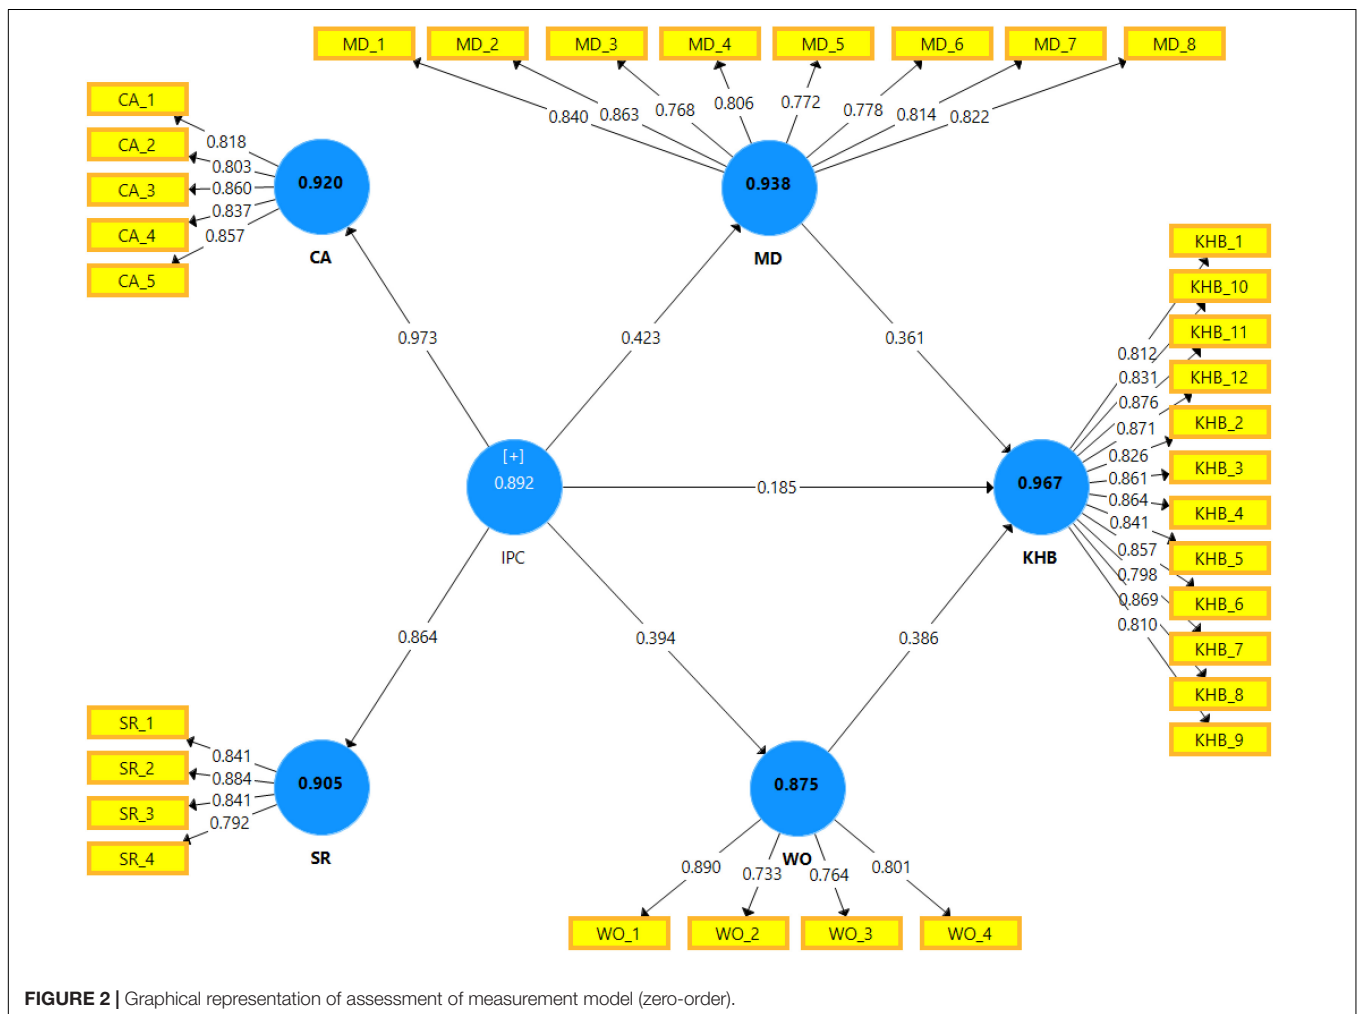 MD_1 MD_2 MD_3 MD_4 MD_5 MD_6 MD_7 MD_8
0.840 0.863 0.768 0.806 0.772 0.778 0.814 0.822
0.938
MD
CA_1
CA_2
CA_3
CA_4
CA_5
0.818
0.803
0.860
0.837
0.857
0.920
CA
0.973
0.423
0.361
[+]
0.892
IPC
0.185
0.967
KHB
KHB_1
KHB_10
KHB_11
KHB_12
KHB_2
KHB_3
KHB_4
KHB_5
KHB_6
KHB_7
KHB_8
KHB_9
0.812
0.831
0.876
0.871
0.826
0.861
0.864
0.841
0.857
0.798
0.869
0.810
0.864
0.394
0.386
SR_1
SR_2
SR_3
SR_4
0.841
0.884
0.841
0.792
0.905
SR
0.875
WO
0.890 0.733 0.764 0.801
WO_1 WO_2 WO_3 WO_4
FIGURE 2 | Graphical representation of assessment of measurement model (zero-order).